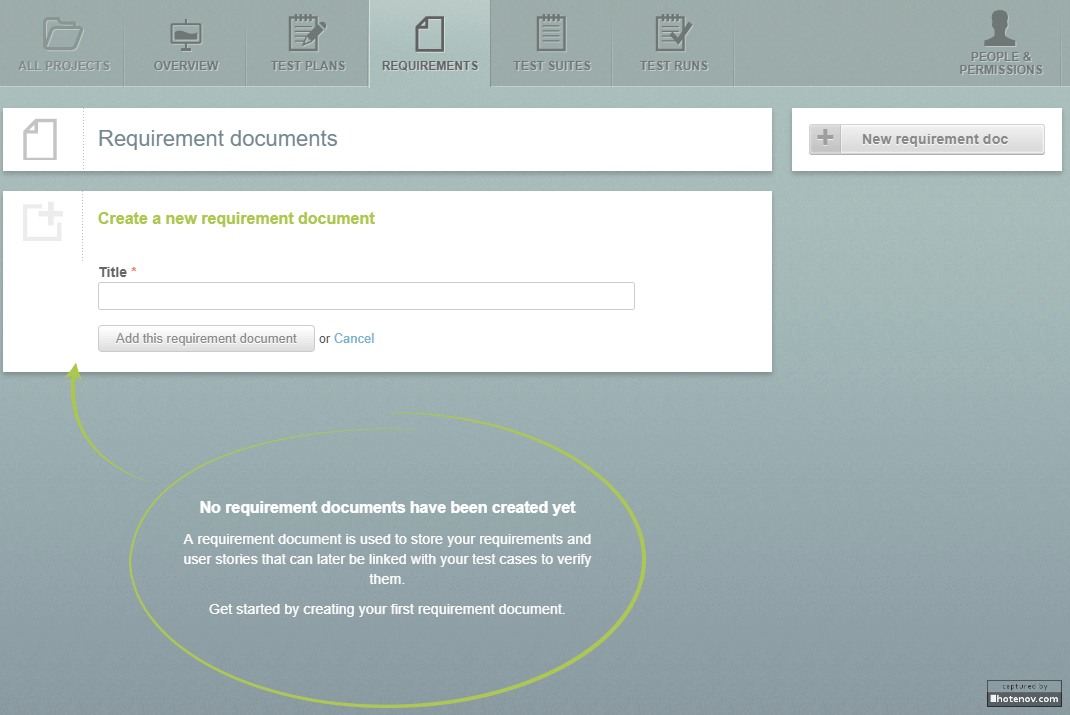 ALL PROJECTS
OVERVIEW
TEST PLANS
REQUIREMENTS
TEST SUITES
TEST RUNS
PEOPLE &
PERMISSIONS
Requirement documents
New requirement doc
Create a new requirement document
Title *
Add this requirement document or Cancel
No requirement documents have been created yet
A requirement document is used to store your requirements and
user stories that can later be linked with your test cases to verify
them.
Get started by creating your first requirement document.
captured by
hotenov.com